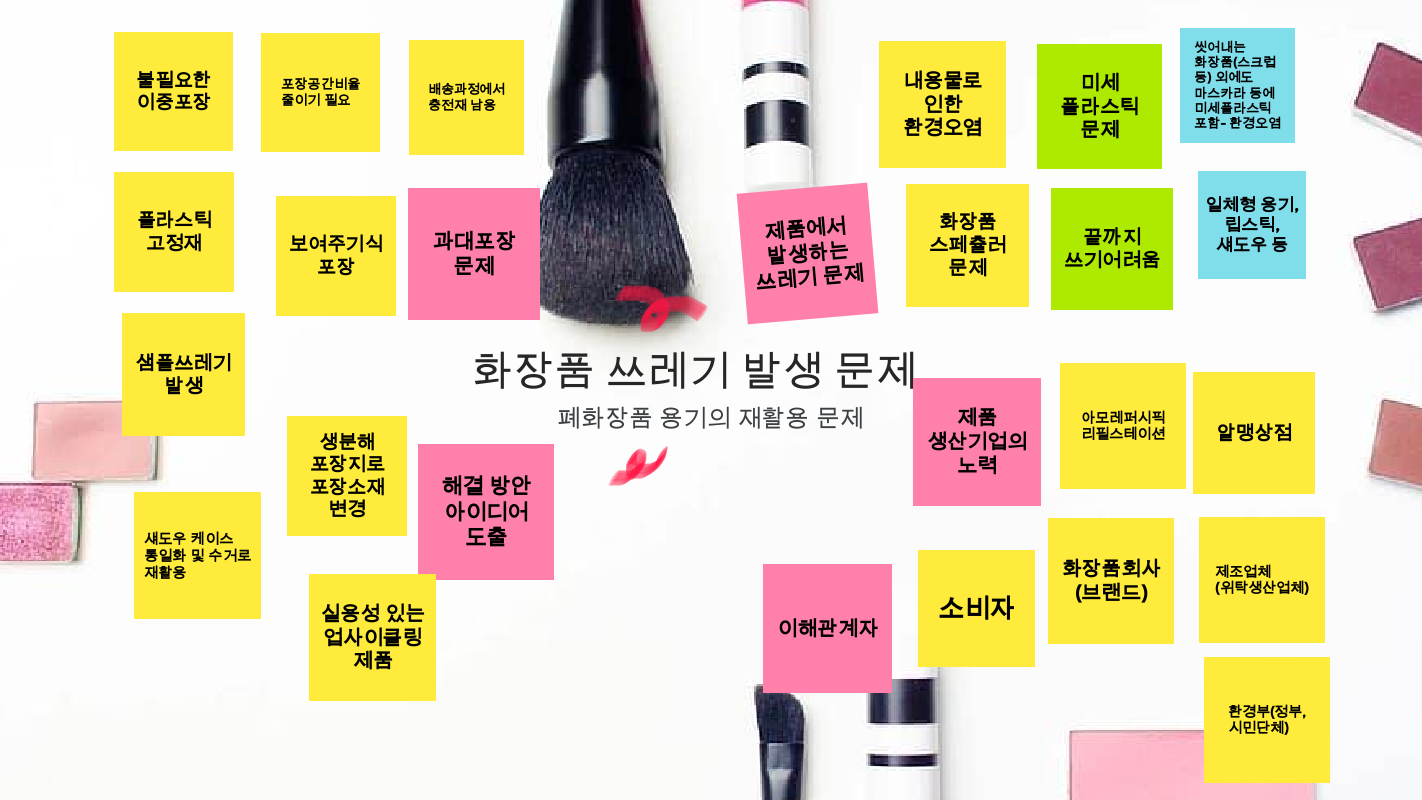 불필요한
이중포장
포장공간비율
줄이기 필요
배송과정에서
충전재 남용
플라스틱
고정재
보여주기식
포장
과대포장
문제
샘플쓰레기
발생
내용물로
인한
환경오염
미세
플라스틱
문제
씻어내는
화장품(스크럽
등) 외에도
마스카라 등에
미세플라스틱
포함- 환경오염
제품에서
발생하는
쓰레기 문제
화장품
스페츌러
문제
끝까지
쓰기어려움
일체형 용기,
립스틱,
섀도우 등
화장품 쓰레기 발생 문제
폐화장품 용기의 재활용 문제
생분해
포장지로
포장소재
변경
해결 방안
아이디어
도출
섀도우 케이스
통일화 및 수거로
재활용
실용성 있는
업사이클링
제품
제품
생산기업의
노력
아모레퍼시픽
리필스테이션
알맹상점
이해관계자
소비자
화장품회사
(브랜드)
제조업체
(위탁생산업체)
환경부(정부,
시민단체)